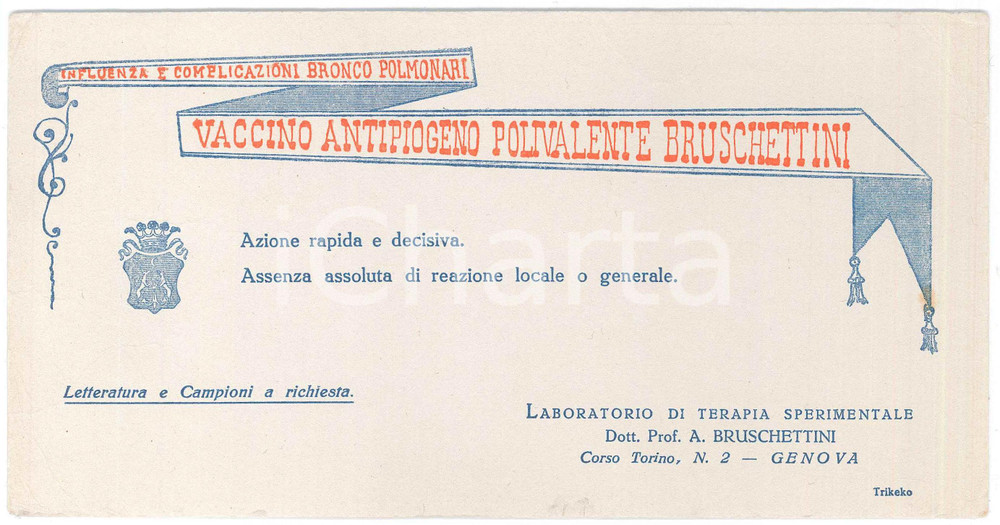 INFLUENZA E COMPLICAZIONI BRONCO POLMONARI
VACCINO ANTIPIOGENO POLIVALENTE BRUSCHETTINI
Azione rapida e decisiva.
Assenza assoluta di reazione locale o generale.
iCharta
Letteratura e Campioni a richiesta.
LABORATORIO DI TERAPIA SPERIMENTALE
Dott. Prof. A. BRUSCHETTINI
Corso Torino, N. 2 — GENOVA
Trikeko